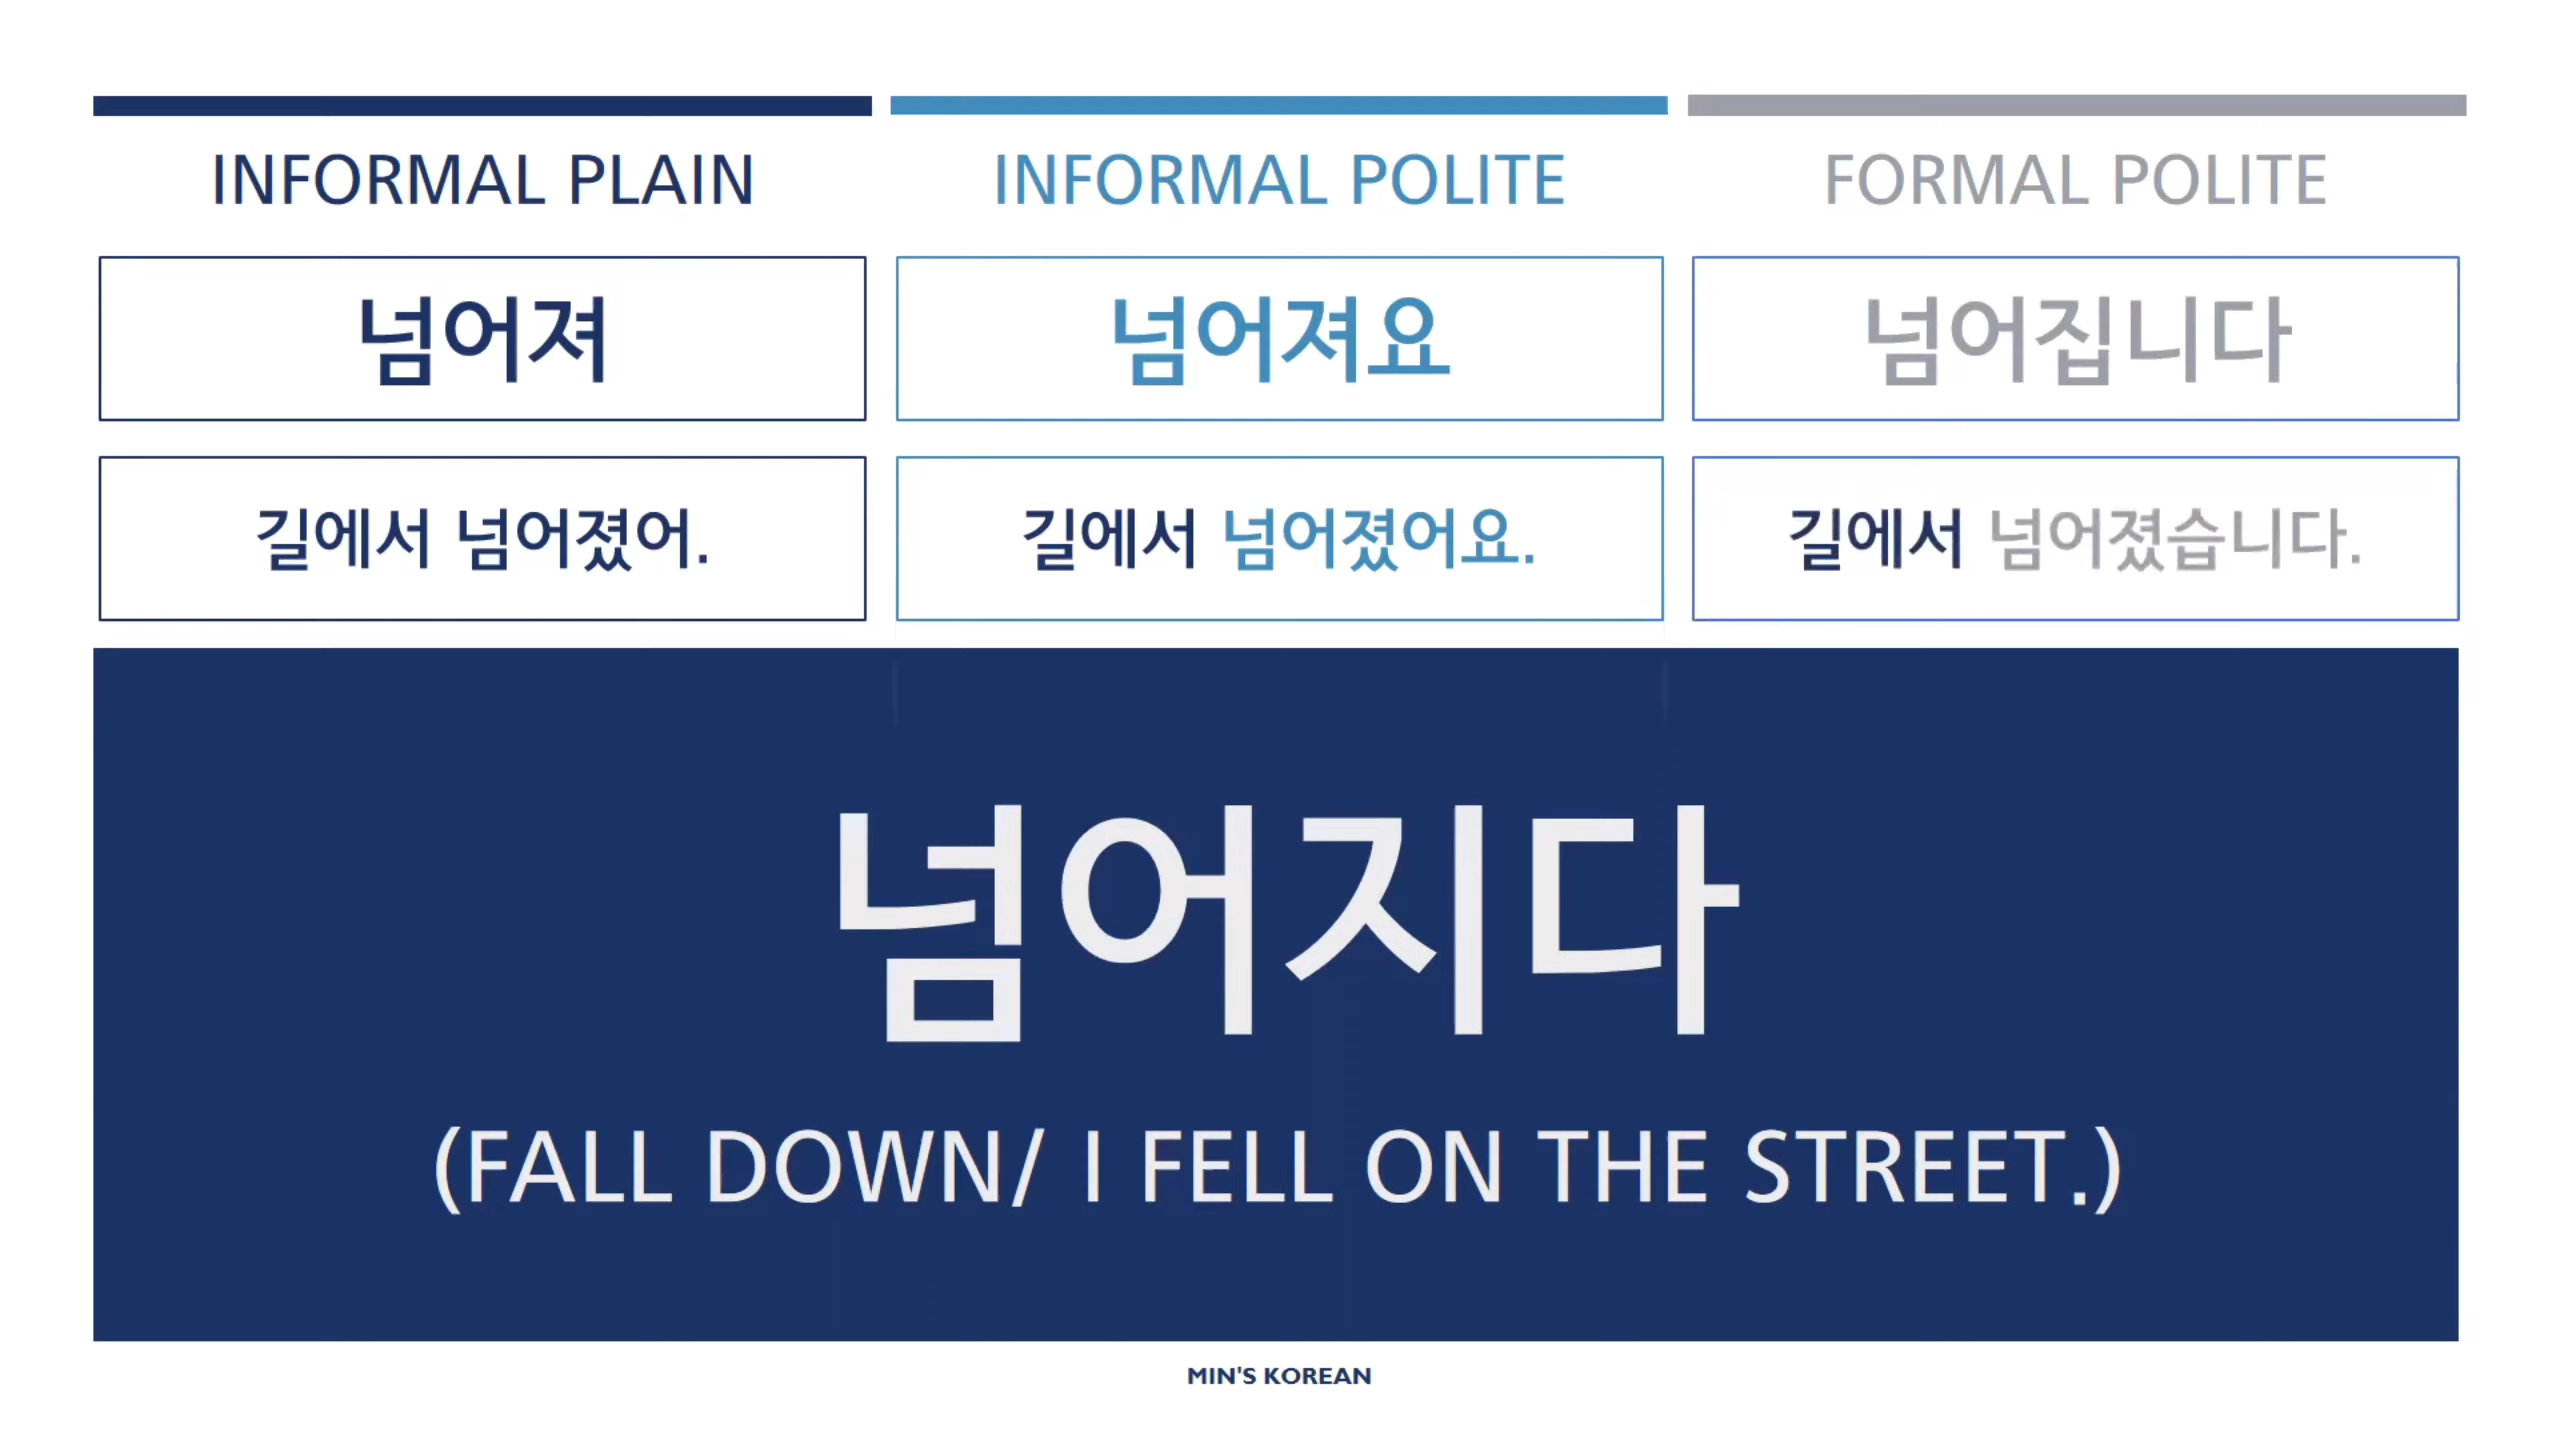 INFORMAL PLAIN
INFORMAL POLITE
FORMAL POLITE
넘어져
넘어져요
넘어집니다
길에서 넘어졌어.
길에서 넘어졌어요.
길에서 넘어졌습니다.
넘어지다
(FALL DOWN/ I FELL ON THE STREET.)
MIN'S KOREAN